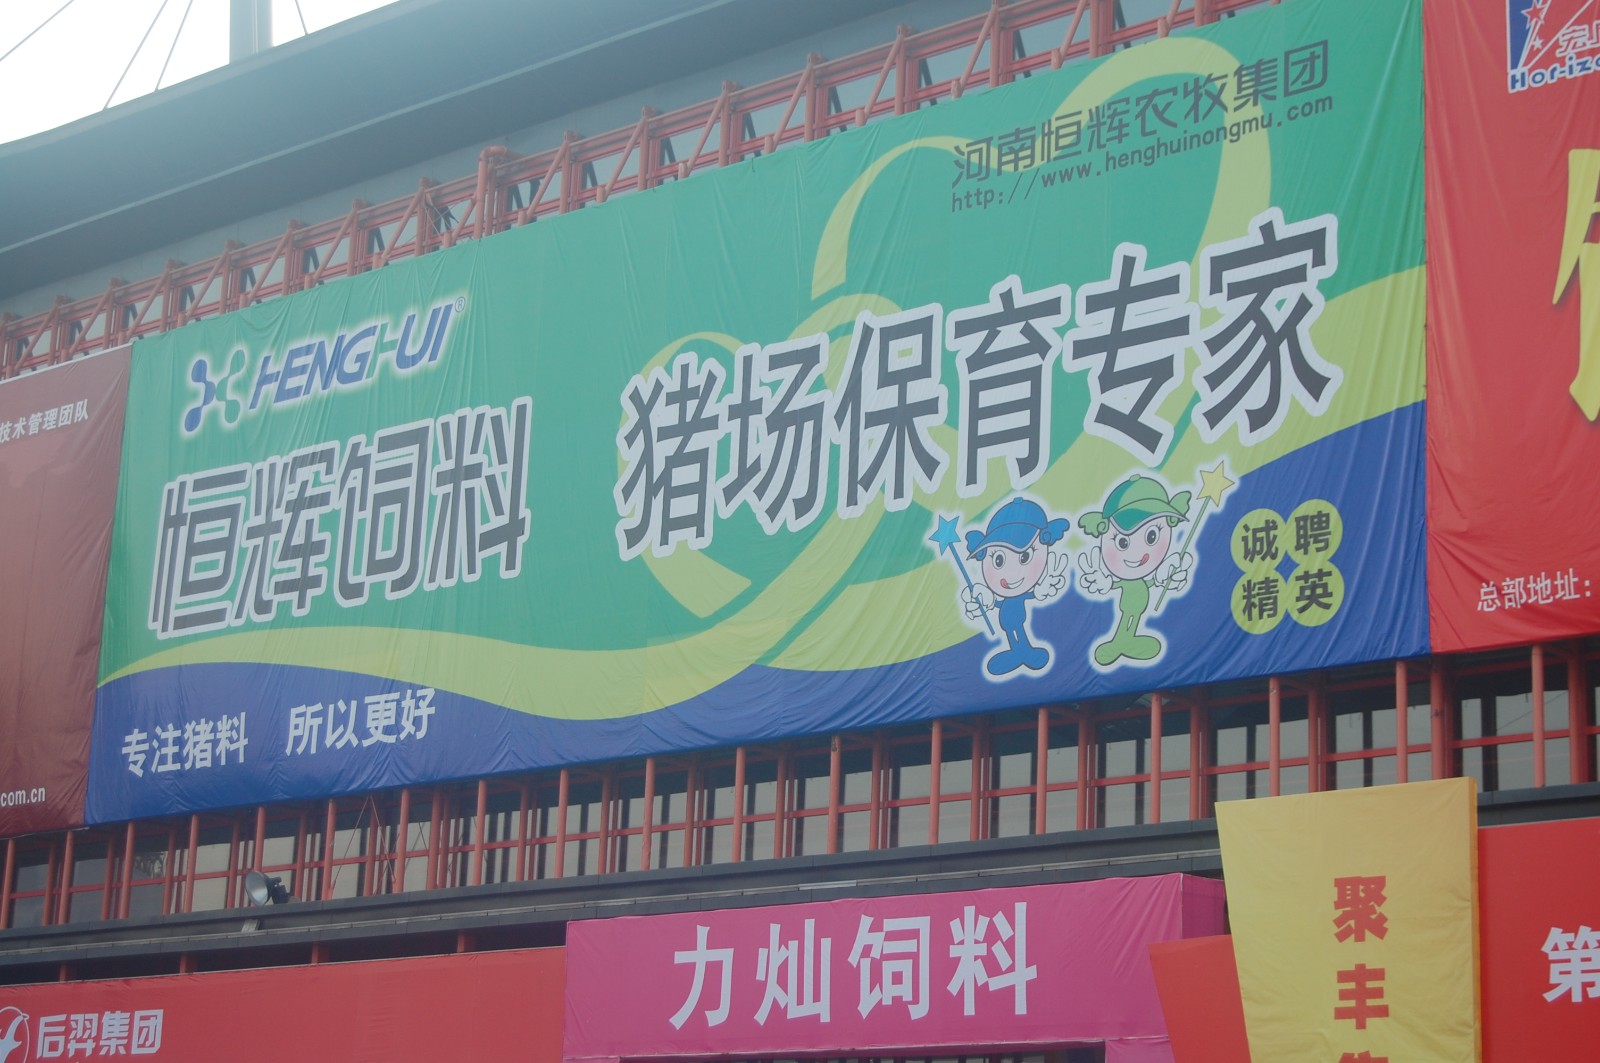 河南恒辉农牧集团
http://www.henghuinongmu.com
HENGHUI®
恒辉饲料 猪场保育专家
诚聘
精英
专注猪料 所以更好
技术管理团队
com.cn
Hor-iz
总部地址:
力灿饲料
后羿集团
聚丰
第